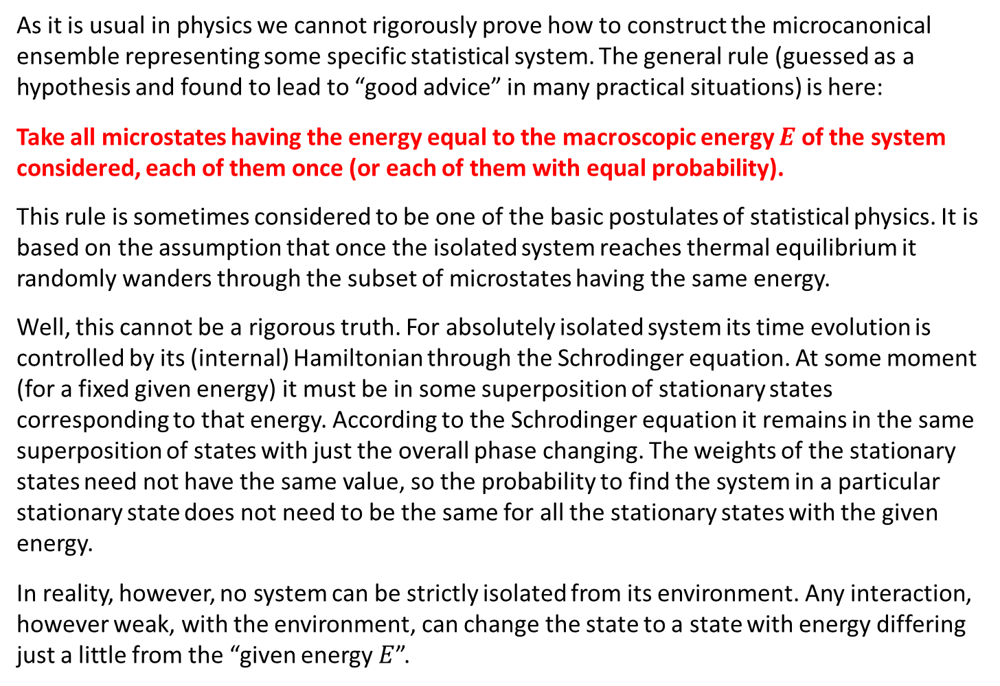 As it is usual in physics we cannot rigorously prove how to construct the microcanonical
ensemble representing some specific statistical system. The general rule (guessed as a
hypothesis and found to lead to “good advice” in many practical situations) is here:
Take all microstates having the energy equal to the macroscopic energy E of the system
considered, each of them once (or each of them with equal probability).
This rule is sometimes considered to be one of the basic postulates of statistical physics. It is
based on the assumption that once the isolated system reaches thermal equilibrium it
randomly wanders through the subset of microstates having the same energy.
Well, this cannot be a rigorous truth. For absolutely isolated system its time evolution is
controlled by its (internal) Hamiltonian through the Schrodinger equation. At some moment
(for a fixed given energy) it must be in some superposition of stationary states
corresponding to that energy. According to the Schrodinger equation it remains in the same
superposition of states with just the overall phase changing. The weights of the stationary
states need not have the same value, so the probability to find the system in a particular
stationary state does not need to be the same for all the stationary states with the given
energy.
In reality, however, no system can be strictly isolated from its environment. Any interaction,
however weak, with the environment, can change the state to a state with energy differing
just a little from the “given energy E”.